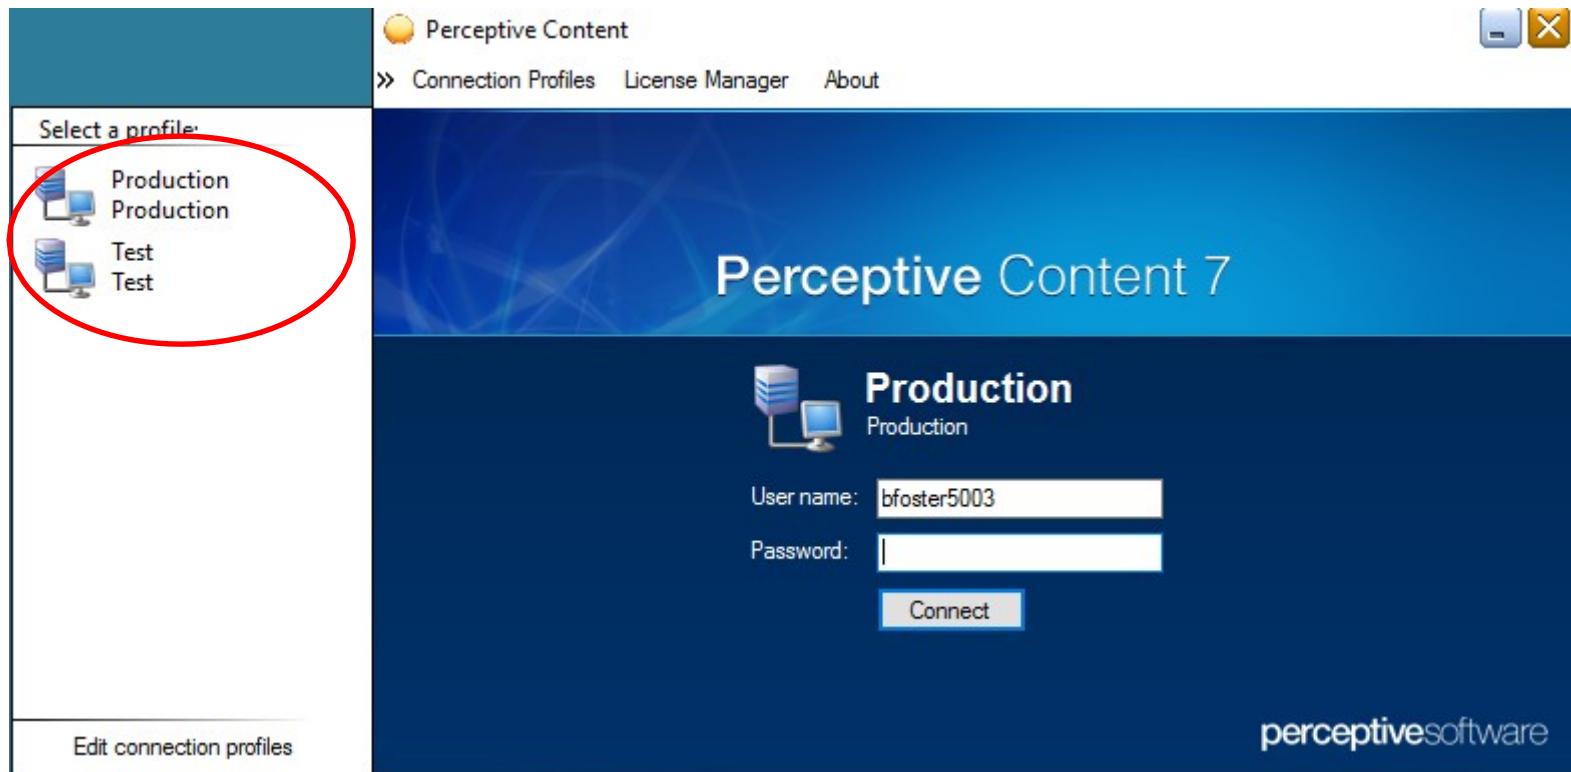 Perceptive Content
» Connection Profiles License Manager About
Select a profile:
Production
Production
Test
Test
Perceptive Content 7
Production
Production
User name: bfoster5003
Password:
Connect
Edit connection profiles
perceptivesoftware